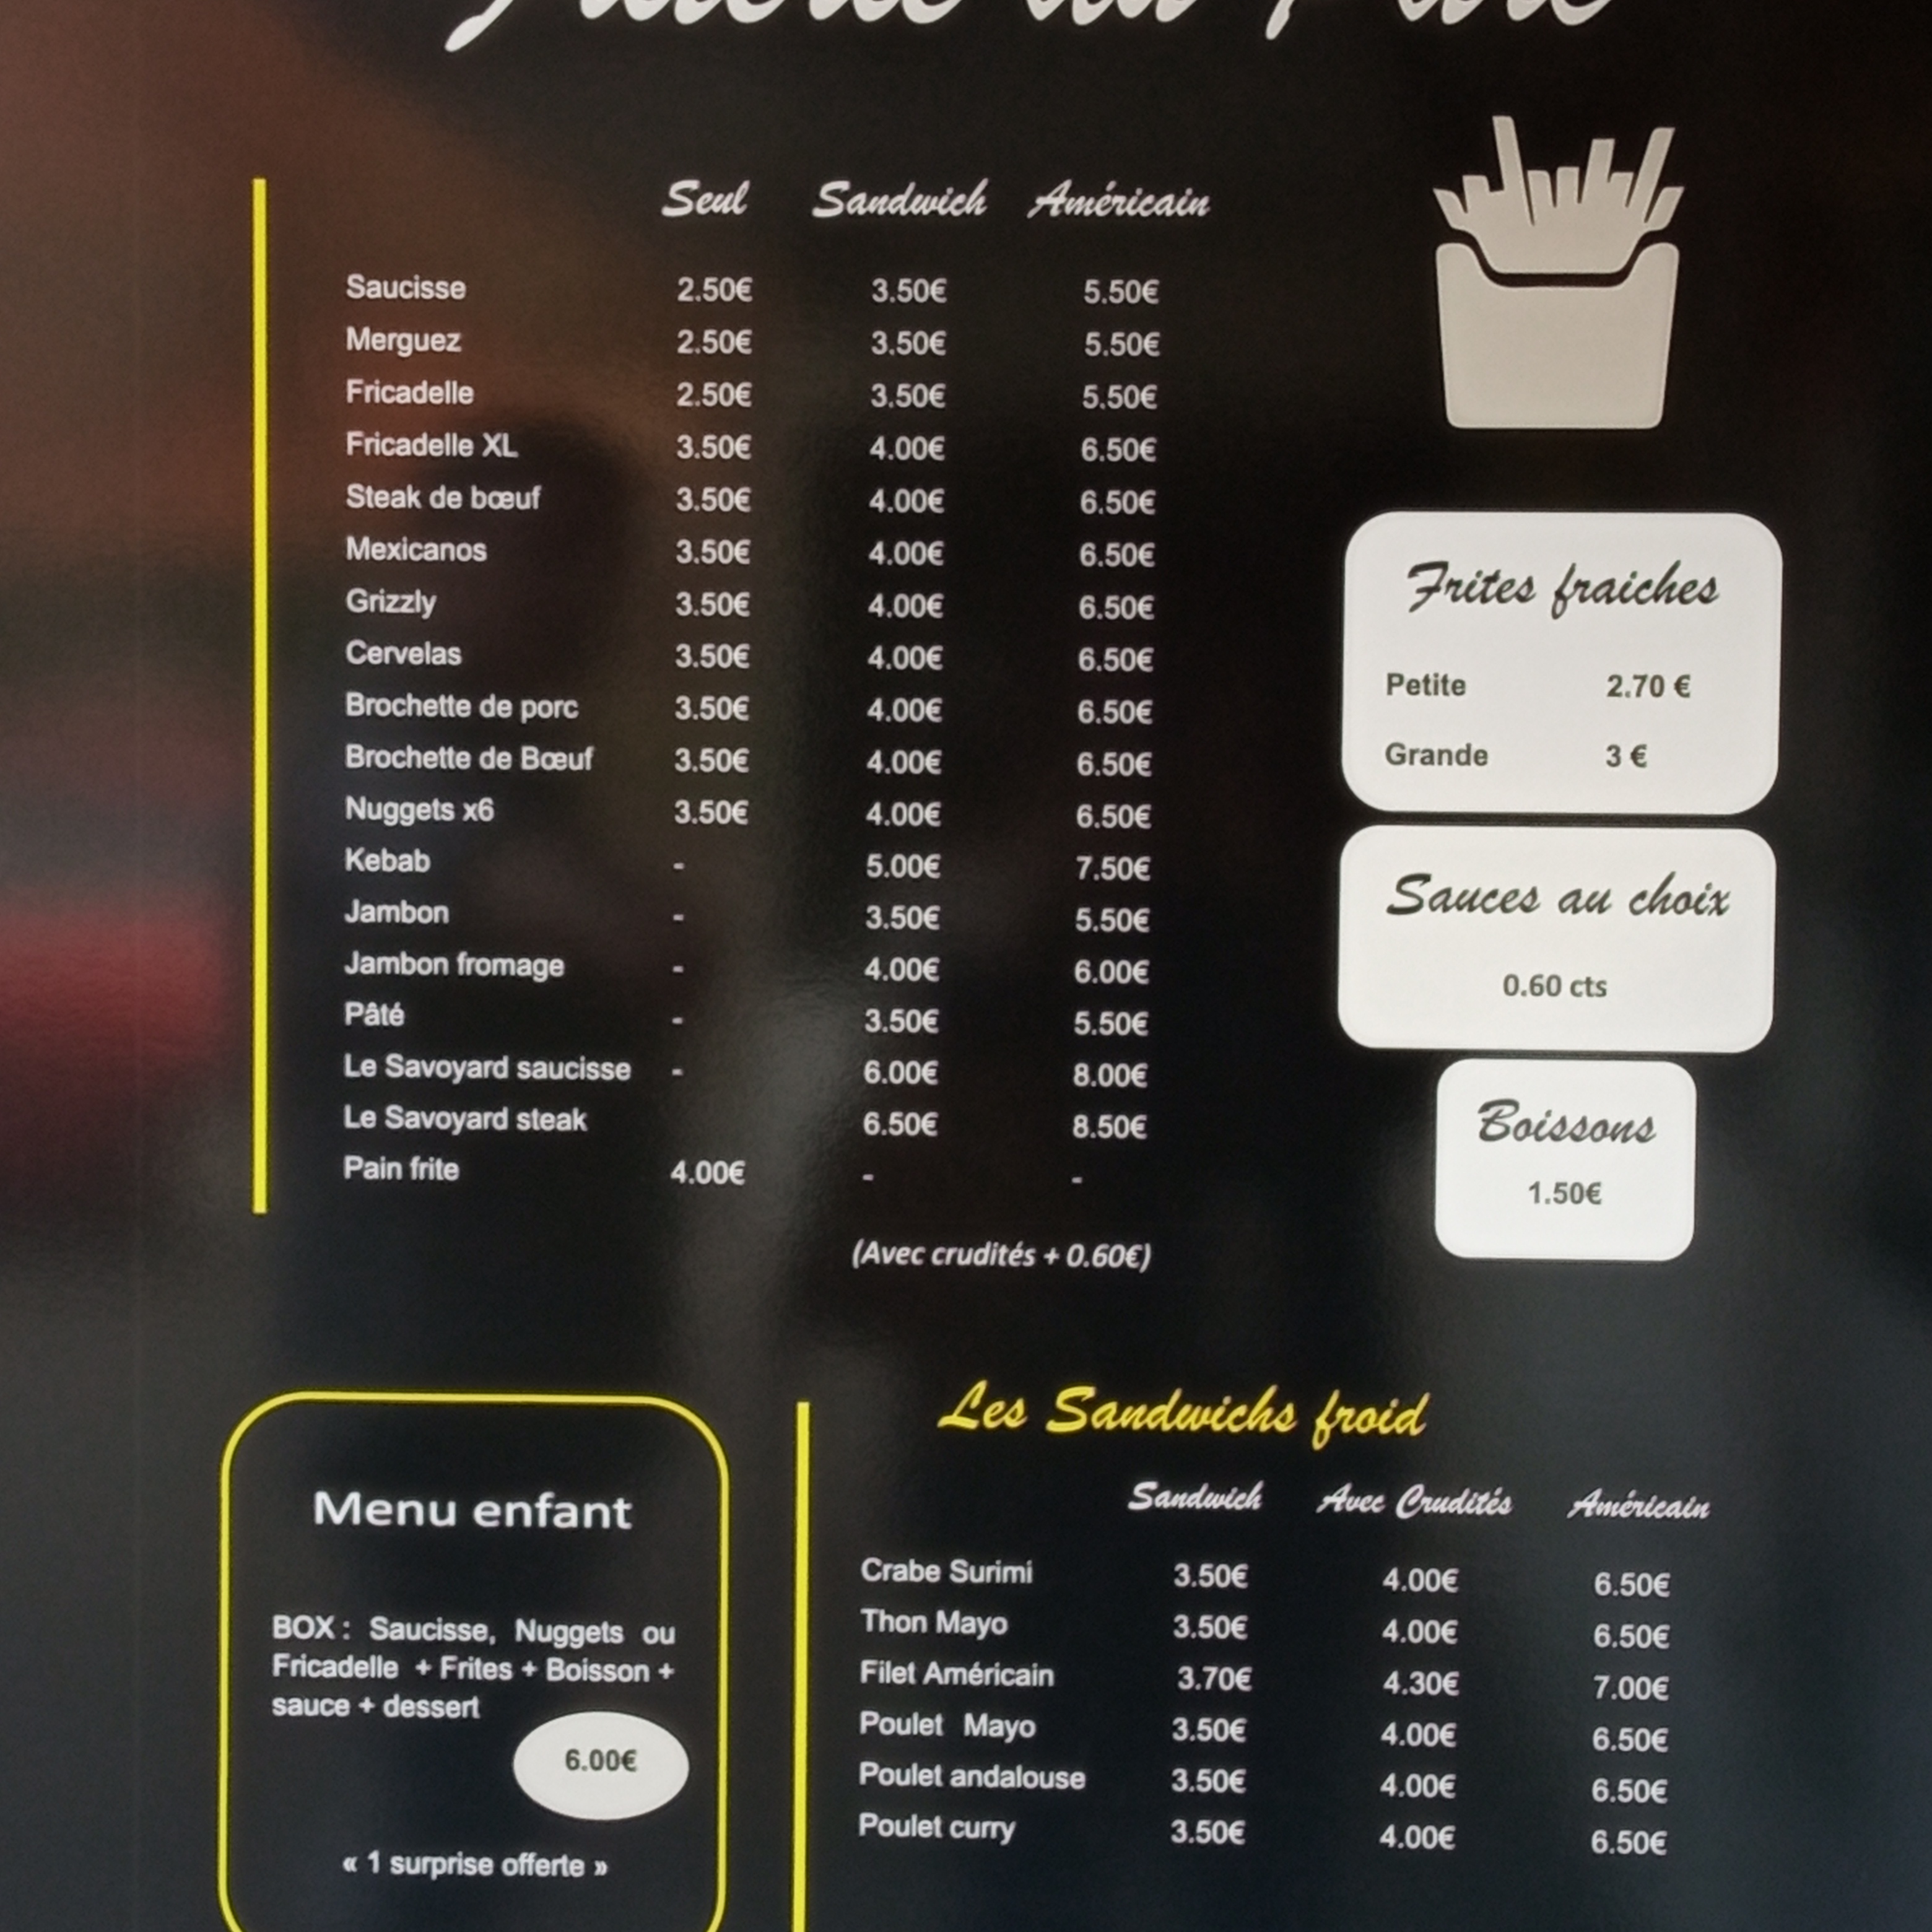 Seul Sandwich Américain
Saucisse 2.50€ 3.50€ 5.50€
Merguez 2.50€ 3.50€ 5.50€
Fricadelle 2.50€ 3.50€ 5.50€
Fricadelle XL 3.50€ 4.00€ 6.50€
Steak de bœuf 3.50€ 4.00€ 6.50€
Mexicanos 3.50€ 4.00€ 6.50€
Grizzly 3.50€ 4.00€ 6.50€
Cervelas 3.50€ 4.00€ 6.50€
Brochette de porc 3.50€ 4.00€ 6.50€
Brochette de Bœuf 3.50€ 4.00€ 6.50€
Nuggets x6 3.50€ 4.00€ 6.50€
Kebab - 5.00€ 7.50€
Jambon - 3.50€ 5.50€
Jambon fromage - 4.00€ 6.00€
Pâté - 3.50€ 5.50€
Le Savoyard saucisse - 6.00€ 8.00€
Le Savoyard steak 6.50€ 8.50€
Pain frite 4.00€ - -
(Avec crudités + 0.60€)
Frites fraiches
Petite 2.70 €
Grande 3 €
Sauces au choix
0.60 cts
Boissons
1.50€
Menu enfant
BOX : Saucisse, Nuggets ou
Fricadelle + Frites + Boisson +
sauce + dessert
6.00€
« 1 surprise offerte »
Les Sandwichs froid
Sandwich Avec Crudités Américain
Crabe Surimi 3.50€ 4.00€ 6.50€
Thon Mayo 3.50€ 4.00€ 6.50€
Filet Américain 3.70€ 4.30€ 7.00€
Poulet Mayo 3.50€ 4.00€ 6.50€
Poulet andalouse 3.50€ 4.00€ 6.50€
Poulet curry 3.50€ 4.00€ 6.50€